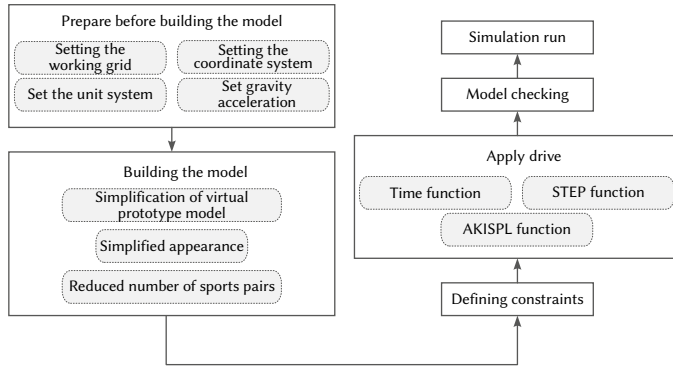 Prepare before building the model
Setting the
working grid
Setting the
coordinate system
Set the unit system
Set gravity
acceleration
Building the model
Simplification of virtual
prototype model
Simplified appearance
Reduced number of sports pairs
Simulation run
Model checking
Apply drive
Time function
STEP function
AKISPL function
Defining constraints